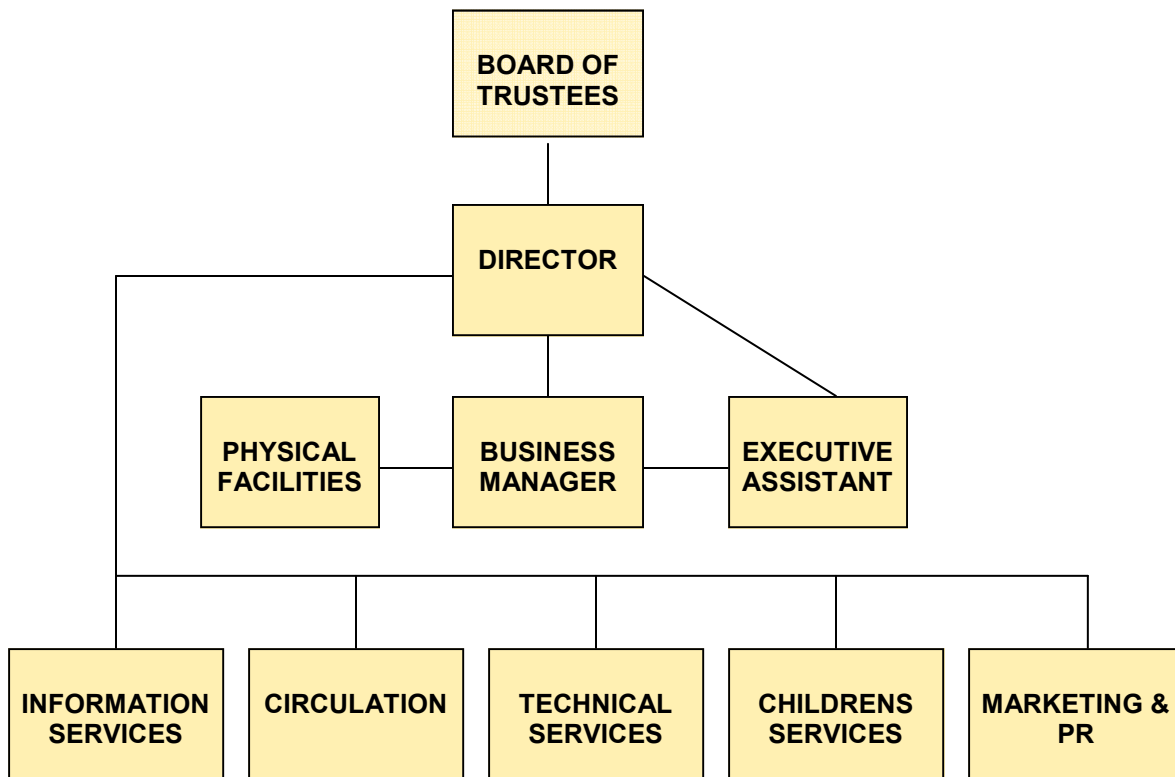 BOARD OF
TRUSTEES
DIRECTOR
PHYSICAL
FACILITIES
BUSINESS
MANAGER
EXECUTIVE
ASSISTANT
INFORMATION
SERVICES
CIRCULATION
TECHNICAL
SERVICES
CHILDRENS
SERVICES
MARKETING &
PR